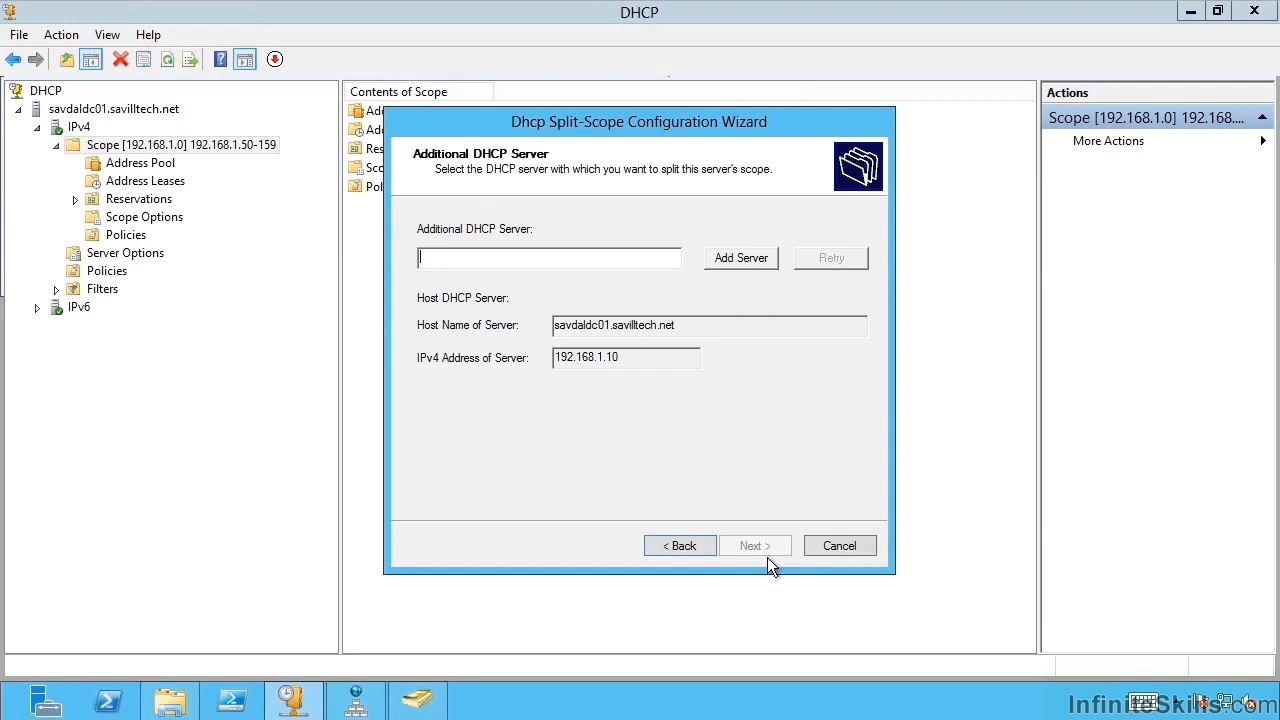 DHCP
File Action View Help
DHCP
savdaldc01.savilltech.net
IPv4
Scope [192.168.1.0] 192.168.1.50-159
Address Pool
Address Leases
Reservations
Scope Options
Policies
Server Options
Policies
Filters
IPv6
Contents of Scope
Ad
Ad
Res
Sco
Pol
Dhcp Split-Scope Configuration Wizard
Additional DHCP Server
Select the DHCP server with which you want to split this server's scope.
Additional DHCP Server:
Add Server Retry
Host DHCP Server:
Host Name of Server: savdaldc01.savilltech.net
IPv4 Address of Server: 192.168.1.10
< Back Next > Cancel
Actions
Scope [192.168.1.0] 192.168....
More Actions
InfiniteSkills.com